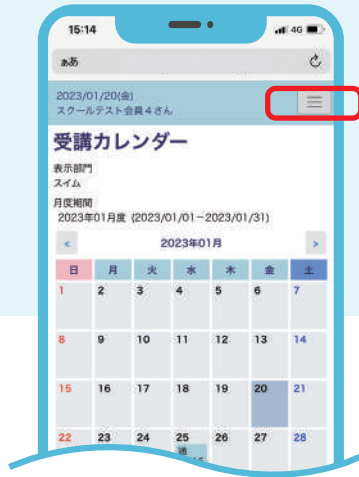 15:14
4G
ああ
2023/01/20(金)
スクールテスト会員4さん
受講カレンダー
表示部門
スイム
月度期間
2023年01月度 (2023/01/01−2023/01/31)
< 2023年01月 >
日 月 火 水 木 金 土
1 2 3 4 5 6 7
8 9 10 11 12 13 14
15 16 17 18 19 20 21
22 23 24 25 26 27 28